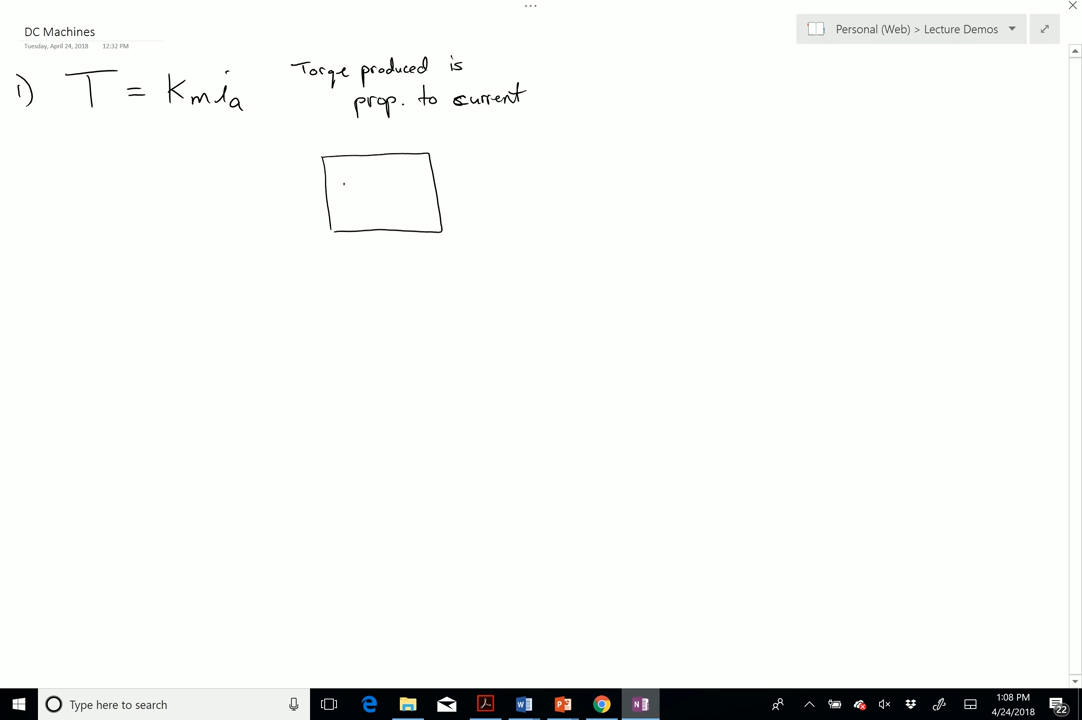 DC Machines
Tuesday, April 24, 2018 12:32 PM
Personal (Web) > Lecture Demos
1) T = Kmia
Torqe produced is
prop. to current
Type here to search
1:08 PM
4/24/2018
22